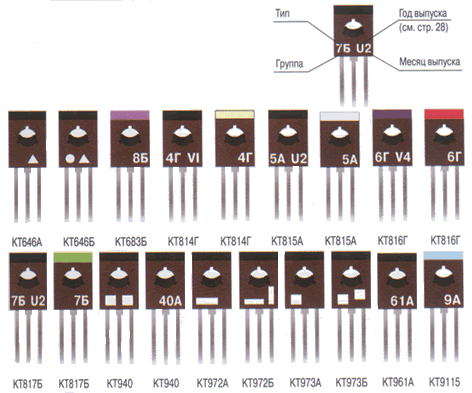 Тип
Год выпуска
(см. стр. 28)
7Б U2
Группа
Месяц выпуска
8Б 4Г VI 4Г 5А U2 5А 6Г V4 6Г
КТ646А КТ646Б КТ683Б КТ814Г КТ814Г КТ815А КТ815А КТ816Г КТ816Г
7Б U2 7Б 40А 61А 9А
КТ817Б КТ817Б КТ940 КТ940 КТ972А КТ972Б КТ973А КТ973Б КТ961А КТ9115